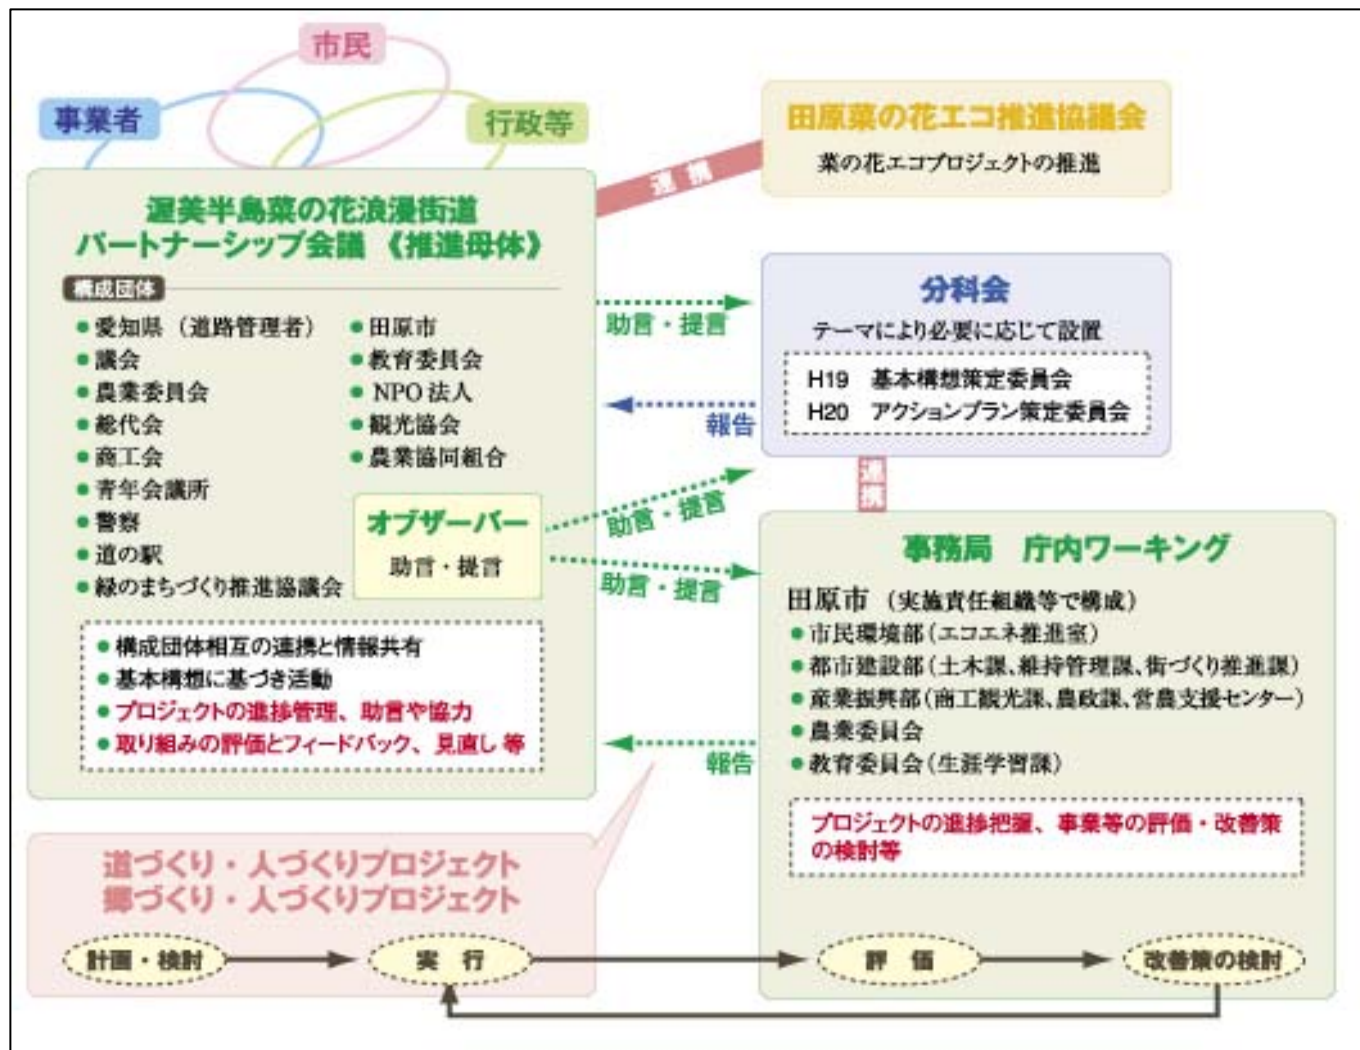 市民
事業者
行政等
渥美半島菜の花浪漫街道
パートナーシップ会議 《推進母体》
構成団体
● 愛知県 (道路管理者)
● 議会
● 農業委員会
● 総代会
● 商工会
● 青年会議所
● 警察
● 道の駅
● 緑のまちづくり推進協議会
● 田原市
● 教育委員会
● NPO 法人
● 観光協会
● 農業協同組合
オブザーバー
助言・提言
● 構成団体相互の連携と情報共有
● 基本構想に基づき活動
● プロジェクトの進捗管理、助言や協力
● 取り組みの評価とフィードバック、見直し 等
連携
田原菜の花エコ推進協議会
菜の花エコプロジェクトの推進
助言・提言
報告
分科会
テーマにより必要に応じて設置
H19 基本構想策定委員会
H20 アクションプラン策定委員会
連携
助言・提言
助言・提言
報告
事務局 庁内ワーキング
田原市 (実施責任組織等で構成)
● 市民環境部(エコエネ推進室)
● 都市建設部(土木課、維持管理課、街づくり推進課)
● 産業振興部(商工観光課、農政課、営農支援センター)
● 農業委員会
● 教育委員会(生涯学習課)
プロジェクトの進捗把握、事業等の評価・改善策
の検討等
道づくり・人づくりプロジェクト
郷づくり・人づくりプロジェクト
計画・検討
実 行
評 価
改善策の検討